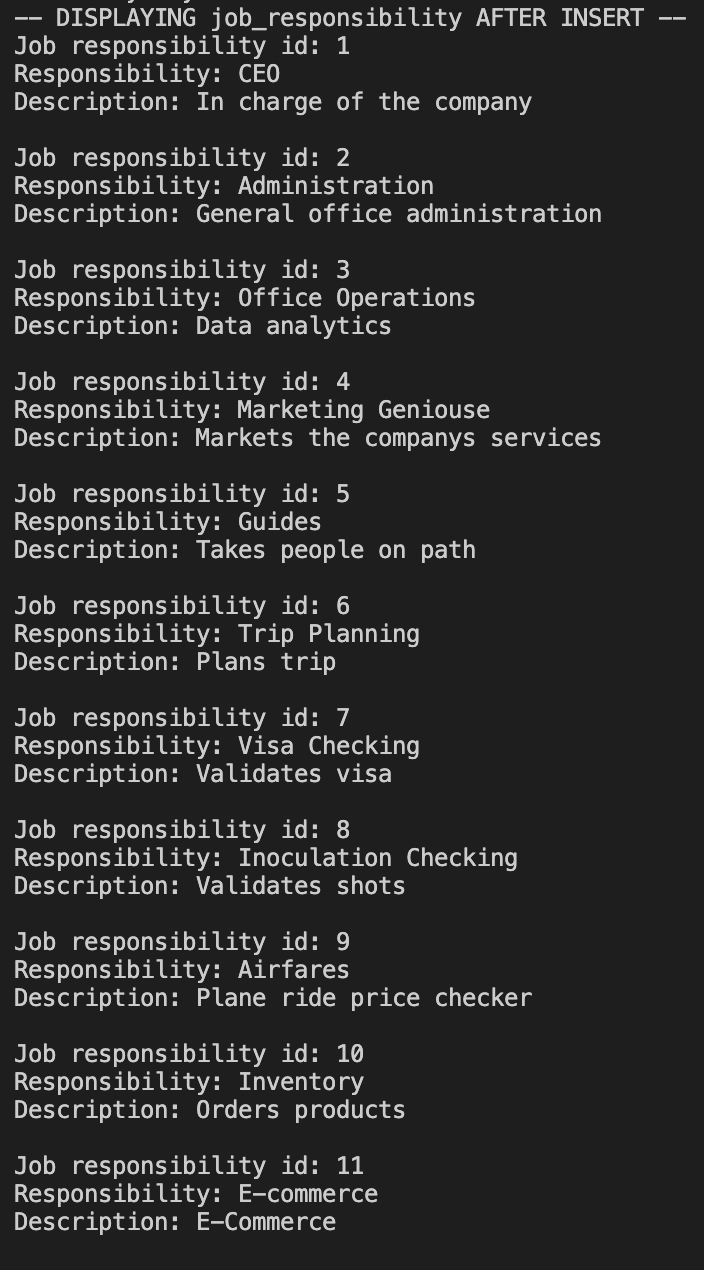 -- DISPLAYING job_responsibility AFTER INSERT --
Job responsibility id: 1
Responsibility: CEO
Description: In charge of the company
Job responsibility id: 2
Responsibility: Administration
Description: General office administration
Job responsibility id: 3
Responsibility: Office Operations
Description: Data analytics
Job responsibility id: 4
Responsibility: Marketing Geniouse
Description: Markets the companys services
Job responsibility id: 5
Responsibility: Guides
Description: Takes people on path
Job responsibility id: 6
Responsibility: Trip Planning
Description: Plans trip
Job responsibility id: 7
Responsibility: Visa Checking
Description: Validates visa
Job responsibility id: 8
Responsibility: Inoculation Checking
Description: Validates shots
Job responsibility id: 9
Responsibility: Airfares
Description: Plane ride price checker
Job responsibility id: 10
Responsibility: Inventory
Description: Orders products
Job responsibility id: 11
Responsibility: E-commerce
Description: E-Commerce